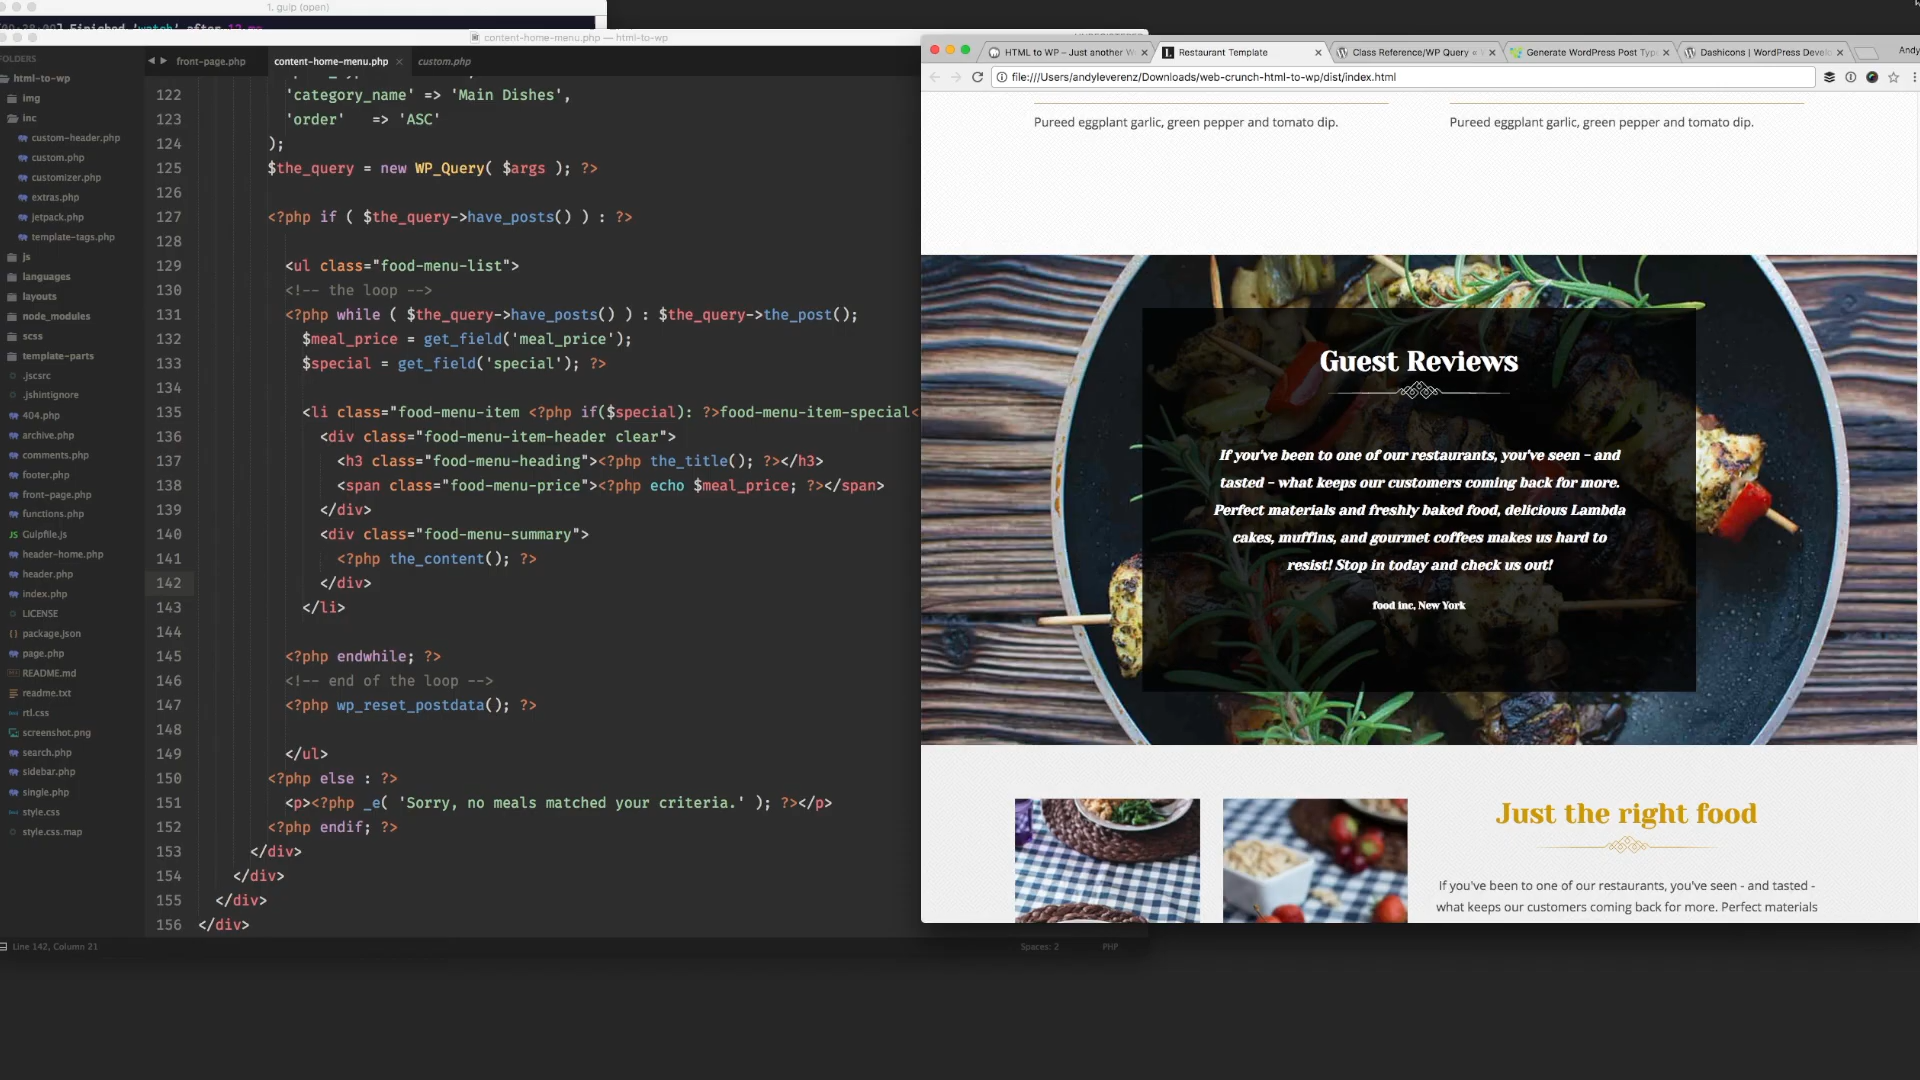 1. gulp (open)
Finished 'watch' after 12 ms
content-home-menu.php — html-to-wp
FOLDERS
html-to-wp
img
inc
custom-header.php
custom.php
customizer.php
extras.php
jetpack.php
template-tags.php
js
languages
layouts
node_modules
scss
template-parts
.jscsrc
.jshintignore
404.php
archive.php
comments.php
footer.php
front-page.php
functions.php
JS Gulpfile.js
header-home.php
header.php
index.php
LICENSE
package.json
page.php
README.md
readme.txt
rtl.css
screenshot.png
search.php
sidebar.php
single.php
style.css
style.css.map
front-page.php
content-home-menu.php
custom.php
122 'category_name' => 'Main Dishes',
123 'order' => 'ASC'
124 );
125 $the_query = new WP_Query( $args ); ?>
126
127 <?php if ( $the_query->have_posts() ) : ?>
128
129 <ul class="food-menu-list">
130 <!-- the loop -->
131 <?php while ( $the_query->have_posts() ) : $the_query->the_post();
132 $meal_price = get_field('meal_price');
133 $special = get_field('special'); ?>
134
135 <li class="food-menu-item <?php if($special): ?>food-menu-item-special<
136 <div class="food-menu-item-header clear">
137 <h3 class="food-menu-heading"><?php the_title(); ?></h3>
138 <span class="food-menu-price"><?php echo $meal_price; ?></span>
139 </div>
140 <div class="food-menu-summary">
141 <?php the_content(); ?>
142 </div>
143 </li>
144
145 <?php endwhile; ?>
146 <!-- end of the loop -->
147 <?php wp_reset_postdata(); ?>
148
149 </ul>
150 <?php else : ?>
151 <p><?php _e( 'Sorry, no meals matched your criteria.' ); ?></p>
152 <?php endif; ?>
153 </div>
154 </div>
155 </div>
156 </div>
Line 142, Column 21
Spaces: 2
PHP
HTML to WP – Just another W
Restaurant Template
Class Reference/WP Query «
Generate WordPress Post Typ
Dashicons | WordPress Develo
Andy
file:///Users/andyleverenz/Downloads/web-crunch-html-to-wp/dist/index.html
Pureed eggplant garlic, green pepper and tomato dip.
Pureed eggplant garlic, green pepper and tomato dip.
Guest Reviews
If you've been to one of our restaurants, you've seen - and
tasted - what keeps our customers coming back for more.
Perfect materials and freshly baked food, delicious Lambda
cakes, muffins, and gourmet coffees makes us hard to
resist! Stop in today and check us out!
food inc, New York
Just the right food
If you've been to one of our restaurants, you've seen - and tasted -
what keeps our customers coming back for more. Perfect materials